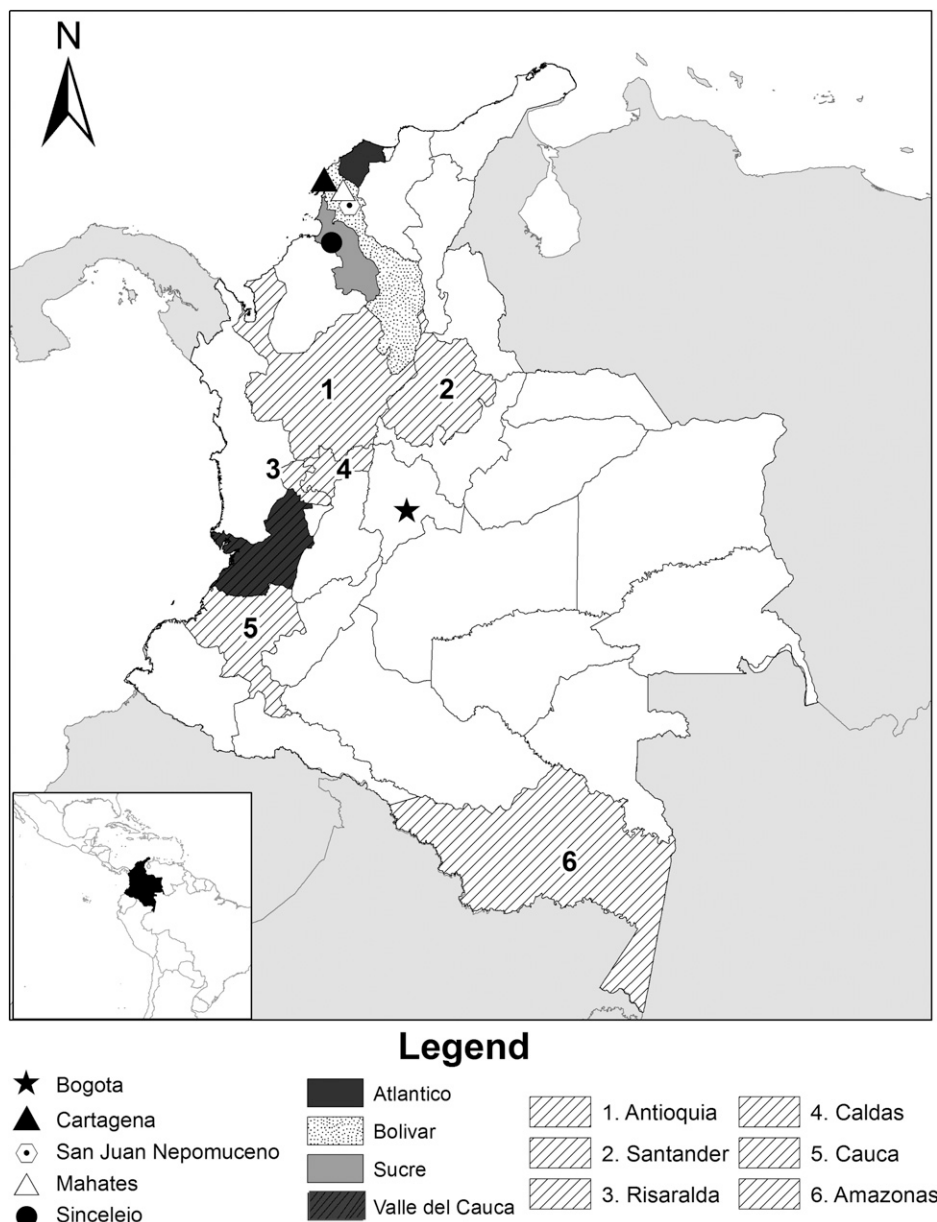 N
1
2
3
4
5
6
Legend
Bogota
Cartagena
San Juan Nepomuceno
Mahates
Sincelejo
Atlantico
Bolivar
Sucre
Valle del Cauca
1. Antioquia
2. Santander
3. Risaralda
4. Caldas
5. Cauca
6. Amazonas